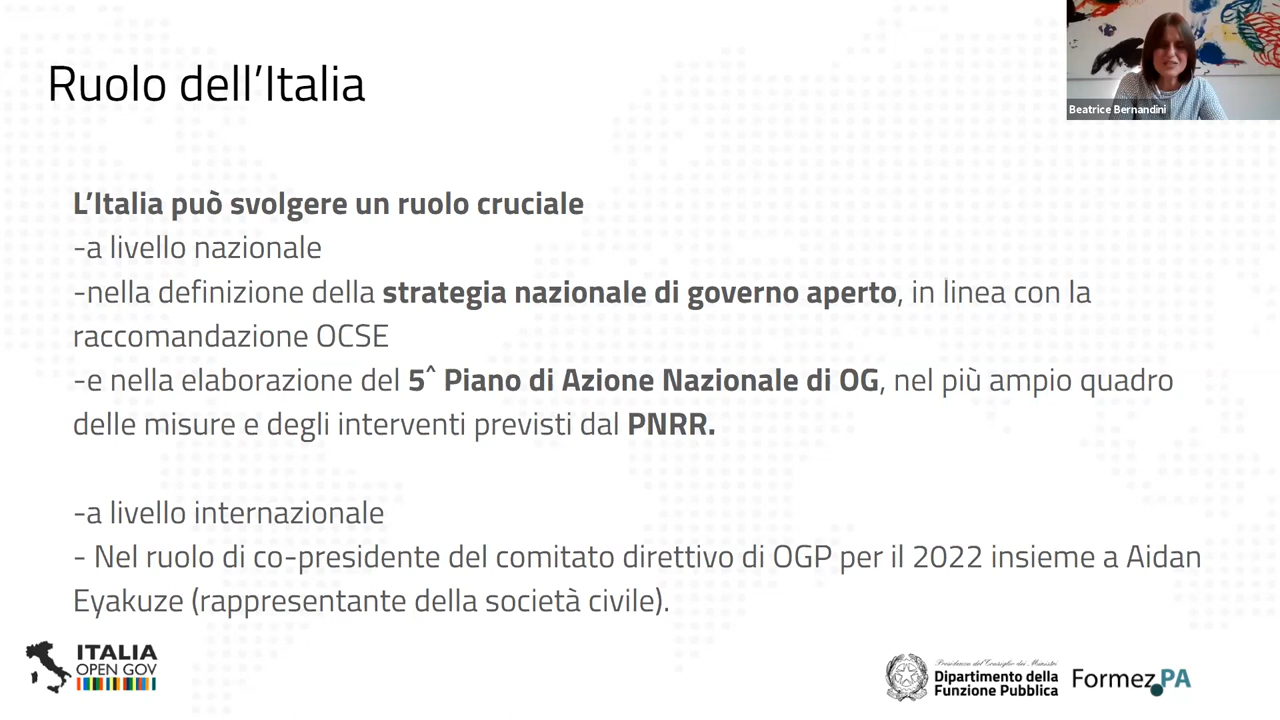 Ruolo dell'Italia
Beatrice Bernandini
L'Italia può svolgere un ruolo cruciale
-a livello nazionale
-nella definizione della strategia nazionale di governo aperto, in linea con la
raccomandazione OCSE
-e nella elaborazione del 5^ Piano di Azione Nazionale di OG, nel più ampio quadro
delle misure e degli interventi previsti dal PNRR.
-a livello internazionale
- Nel ruolo di co-presidente del comitato direttivo di OGP per il 2022 insieme a Aidan
Eyakuze (rappresentante della società civile).
ITALIA
OPEN GOV
Presidenza del Consiglio dei Ministri
Dipartimento della
Funzione Pubblica
Formez PA